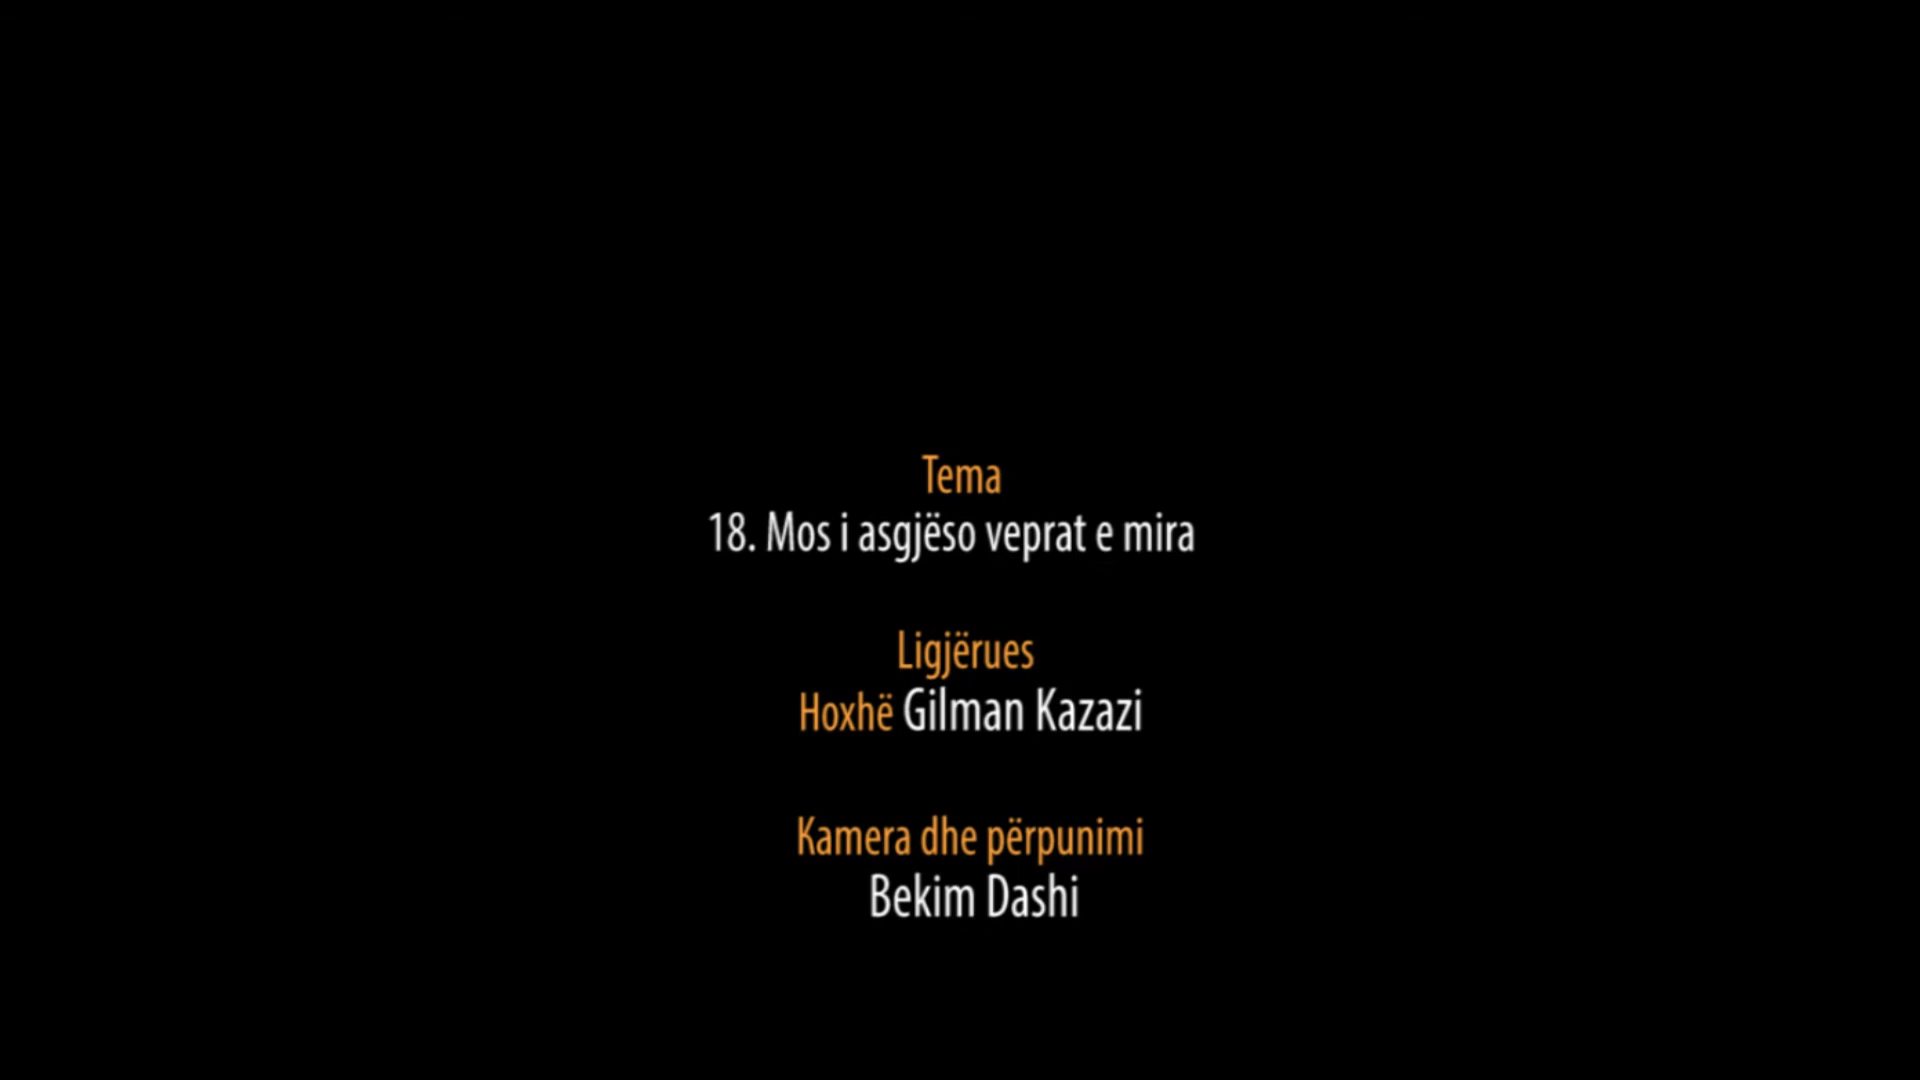 Tema
18. Mos i asgjëso veprat e mira
Ligjërues
Hoxhë Gilman Kazazi
Kamera dhe përpunimi
Bekim Dashi